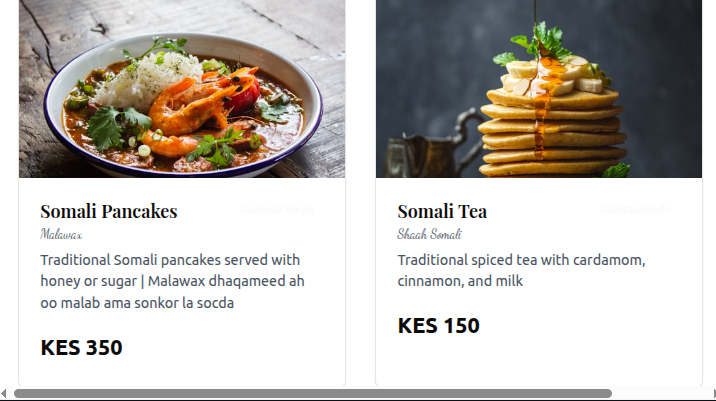 Somali Pancakes
Malawax
Traditional Somali pancakes served with
honey or sugar | Malawax dhaqameed ah
oo malab ama sonkor la socda
KES 350
Somali Tea
Shaah Somali
Traditional spiced tea with cardamom,
cinnamon, and milk
KES 150